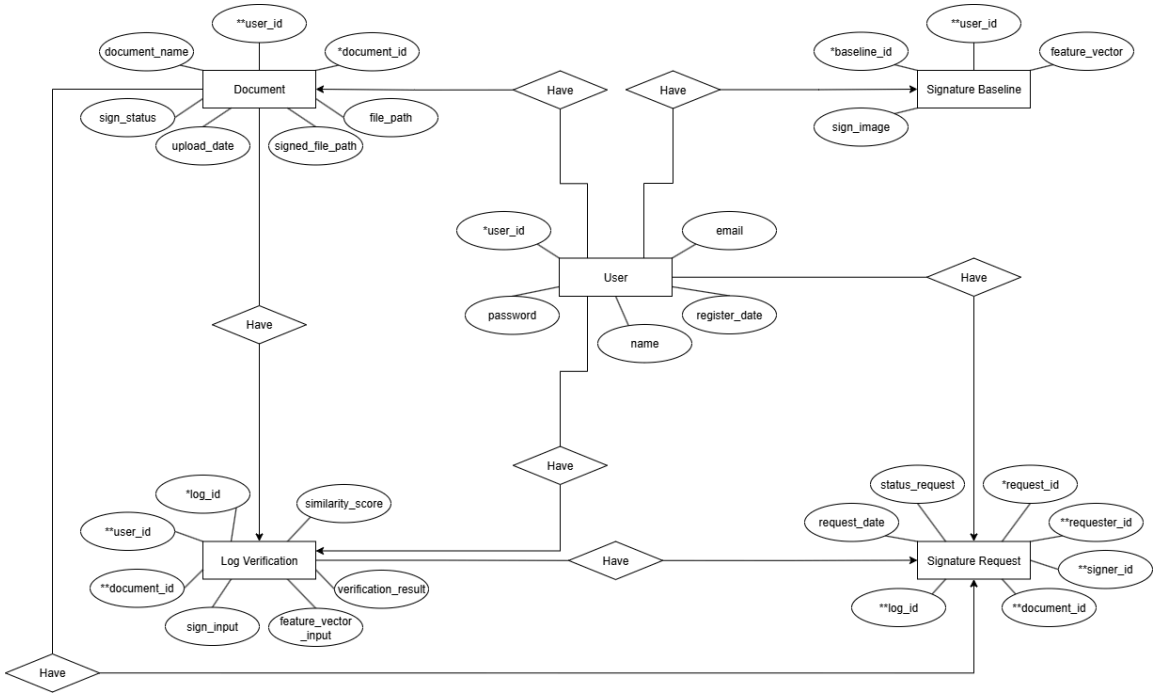 **user_id
document_name
*document_id
Document
sign_status
upload_date
signed_file_path
file_path
Have
Have
**user_id
*baseline_id
feature_vector
Signature Baseline
sign_image
*user_id
email
User
password
name
register_date
Have
Have
Have
*log_id
similarity_score
**user_id
Log Verification
**document_id
sign_input
feature_vector
_input
verification_result
Have
status_request
*request_id
request_date
**requester_id
Signature Request
**signer_id
**log_id
**document_id
Have